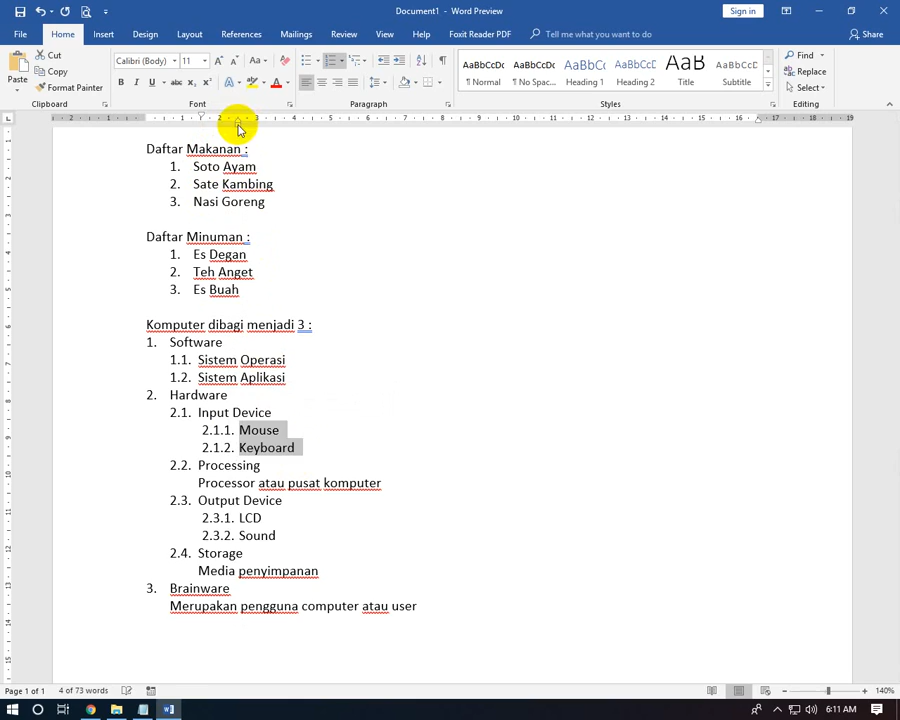 Document1 - Word Preview
Sign in
File Home Insert Design Layout References Mailings Review View Help Foxit Reader PDF Tell me what you want to do Share
Paste
Cut
Copy
Format Painter
Clipboard
Calibri (Body) 11
Font
Paragraph
AaBbCcDc AaBbCcDc AaBbCc AaBbCcD AaB AaBbCcD
¶ Normal ¶ No Spac... Heading 1 Heading 2 Title Subtitle
Styles
Find
Replace
Select
Editing
Daftar Makanan :
1. Soto Ayam
2. Sate Kambing
3. Nasi Goreng
Daftar Minuman :
1. Es Degan
2. Teh Anget
3. Es Buah
Komputer dibagi menjadi 3 :
1. Software
1.1. Sistem Operasi
1.2. Sistem Aplikasi
2. Hardware
2.1. Input Device
2.1.1. Mouse
2.1.2. Keyboard
2.2. Processing
Processor atau pusat komputer
2.3. Output Device
2.3.1. LCD
2.3.2. Sound
2.4. Storage
Media penyimpanan
3. Brainware
Merupakan pengguna computer atau user
Page 1 of 1 4 of 73 words 140%
6:11 AM